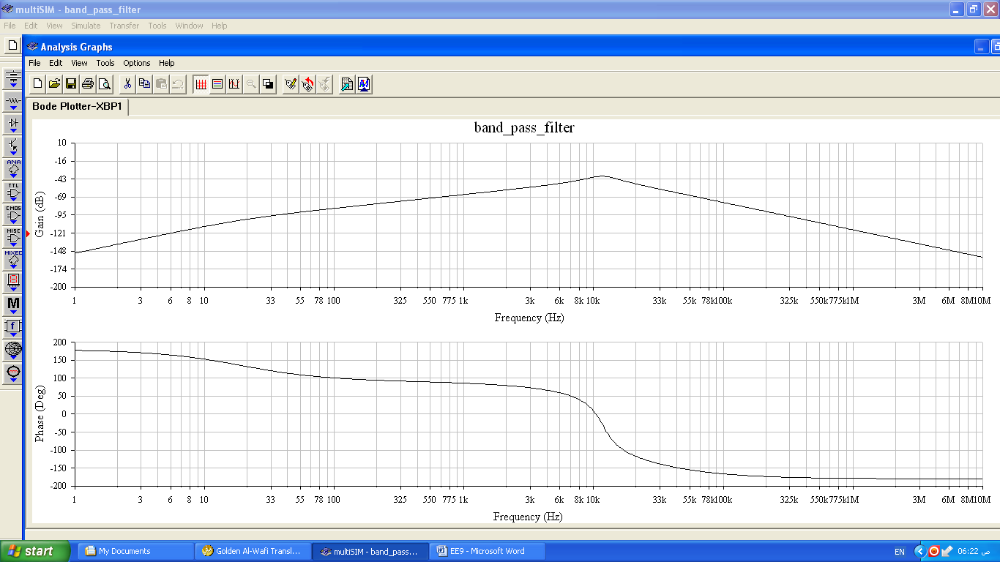 multiSIM - band_pass_filter
File Edit View Simulate Transfer Tools Window Help
Analysis Graphs
File Edit View Tools Options Help
Bode Plotter-XBP1
ANA
TTL
CMOS
MISC
MIXED
M
f
band_pass_filter
Gain (dB)
10
-16
-43
-69
-95
-121
-148
-174
-200
1 3 6 8 10 33 55 78 100 325 550 775 1k 3k 6k 8k 10k 33k 55k 78k100k 325k 550k775k1M 3M 6M 8M10M
Frequency (Hz)
Phase (Deg)
200
150
100
50
0
-50
-100
-150
-200
1 3 6 8 10 33 55 78 100 325 550 775 1k 3k 6k 8k 10k 33k 55k 78k100k 325k 550k775k1M 3M 6M 8M10M
Frequency (Hz)
start My Documents Golden Al-Wafi Transl... multiSIM - band_pass... EE9 - Microsoft Word EN 06:22 ص